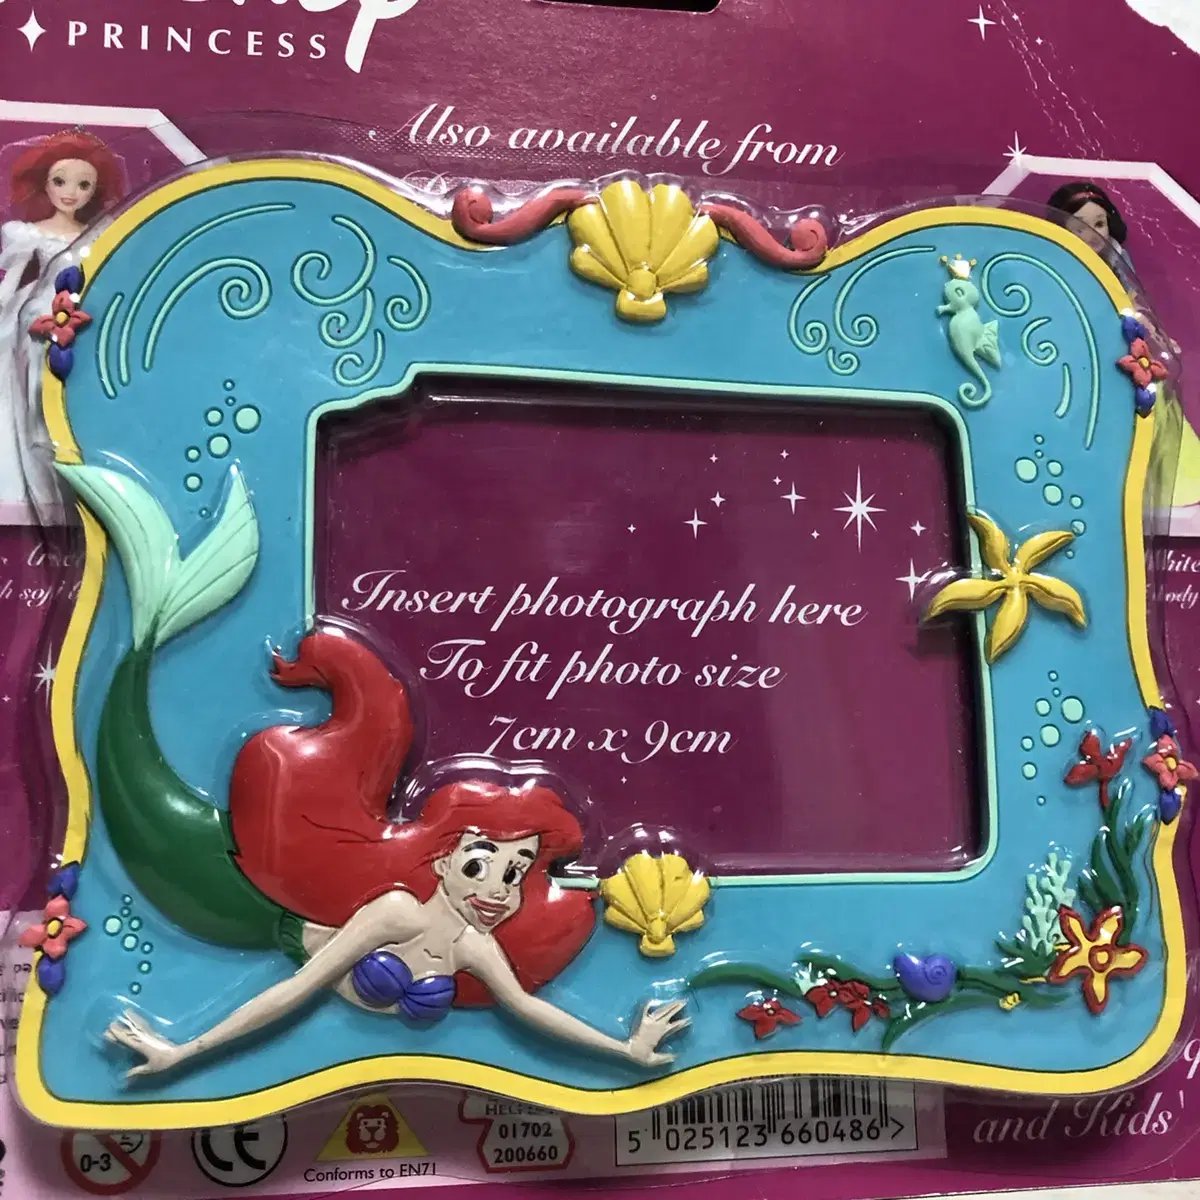 PRINCESS
Also available from
Insert photograph here
To fit photo size
7cm x 9cm
and Kids'
0-3
CE
Conforms to EN71
01702
200660
5 025123 660486 >